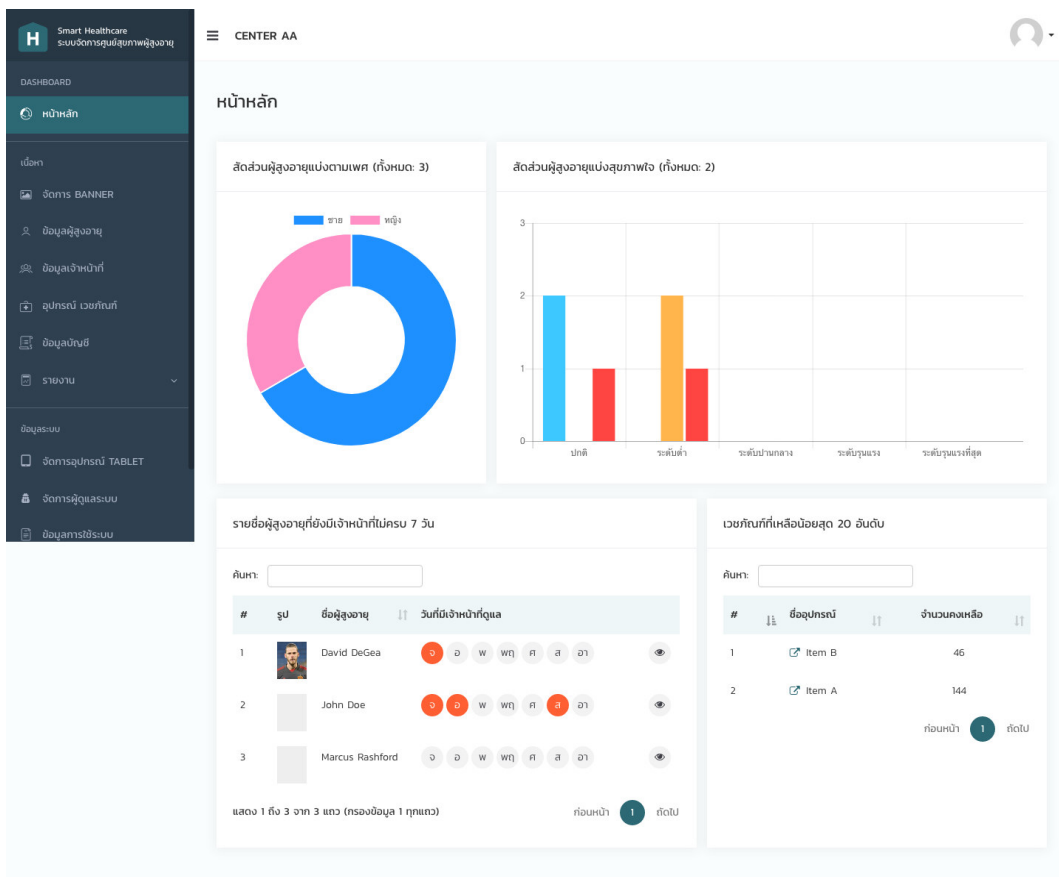 H
Smart Healthcare
ระบบจัดการศูนย์สุขภาพผู้สูงอายุ
CENTER AA
DASHBOARD
หน้าหลัก
เนื้อหา
จัดการ BANNER
ข้อมูลผู้สูงอายุ
ข้อมูลเจ้าหน้าที่
อุปกรณ์ เวชภัณฑ์
ข้อมูลบัญชี
รายงาน
ข้อมูลระบบ
จัดการอุปกรณ์ TABLET
จัดการผู้ดูแลระบบ
ข้อมูลการใช้ระบบ
หน้าหลัก
สัดส่วนผู้สูงอายุแบ่งตามเพศ (ทั้งหมด: 3)
ชาย หญิง
สัดส่วนผู้สูงอายุแบ่งสุขภาพใจ (ทั้งหมด: 2)
3
2
1
0
ปกติ ระดับต่ำ ระดับปานกลาง ระดับรุนแรง ระดับรุนแรงที่สุด
รายชื่อผู้สูงอายุที่ยังมีเจ้าหน้าที่ไม่ครบ 7 วัน
ค้นหา:
# รูป ชื่อผู้สูงอายุ วันที่มีเจ้าหน้าที่ดูแล
1 David DeGea จ อ พ พฤ ศ ส อา
2 John Doe จ อ พ พฤ ศ ส อา
3 Marcus Rashford จ อ พ พฤ ศ ส อา
แสดง 1 ถึง 3 จาก 3 แถว (กรองข้อมูล 1 ทุกแถว)
ก่อนหน้า 1 ถัดไป
เวชภัณฑ์ที่เหลือน้อยสุด 20 อันดับ
ค้นหา:
# ชื่ออุปกรณ์ จำนวนคงเหลือ
1 Item B 46
2 Item A 144
ก่อนหน้า 1 ถัดไป